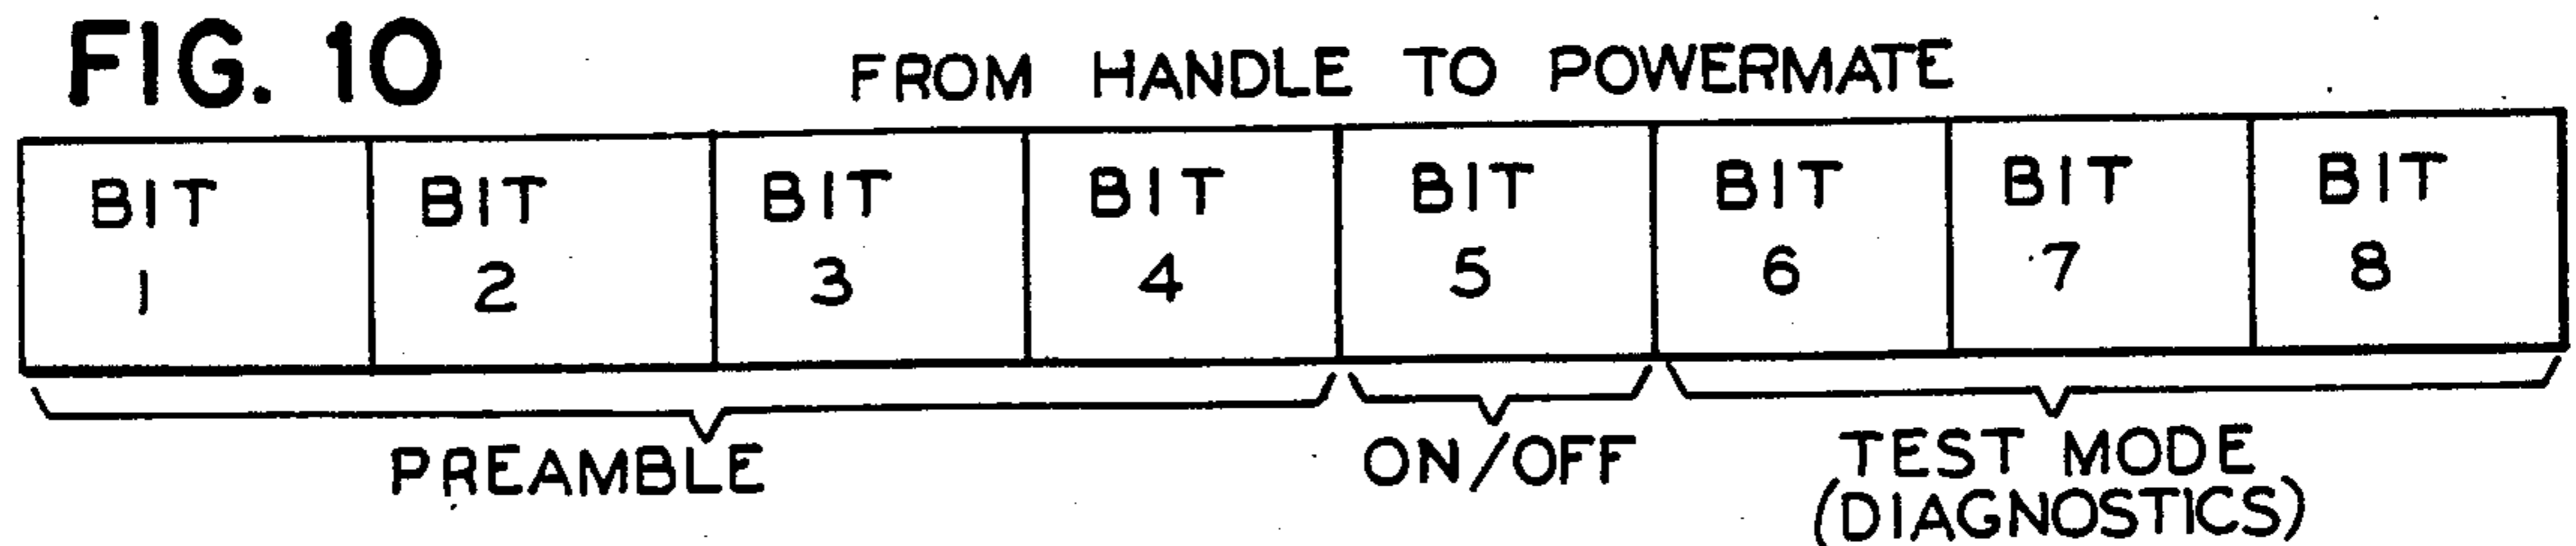 FIG. 10
FROM HANDLE TO POWERMATE
BIT 1
BIT 2
BIT 3
BIT 4
BIT 5
BIT 6
BIT 7
BIT 8
PREAMBLE
ON/OFF
TEST MODE
(DIAGNOSTICS)